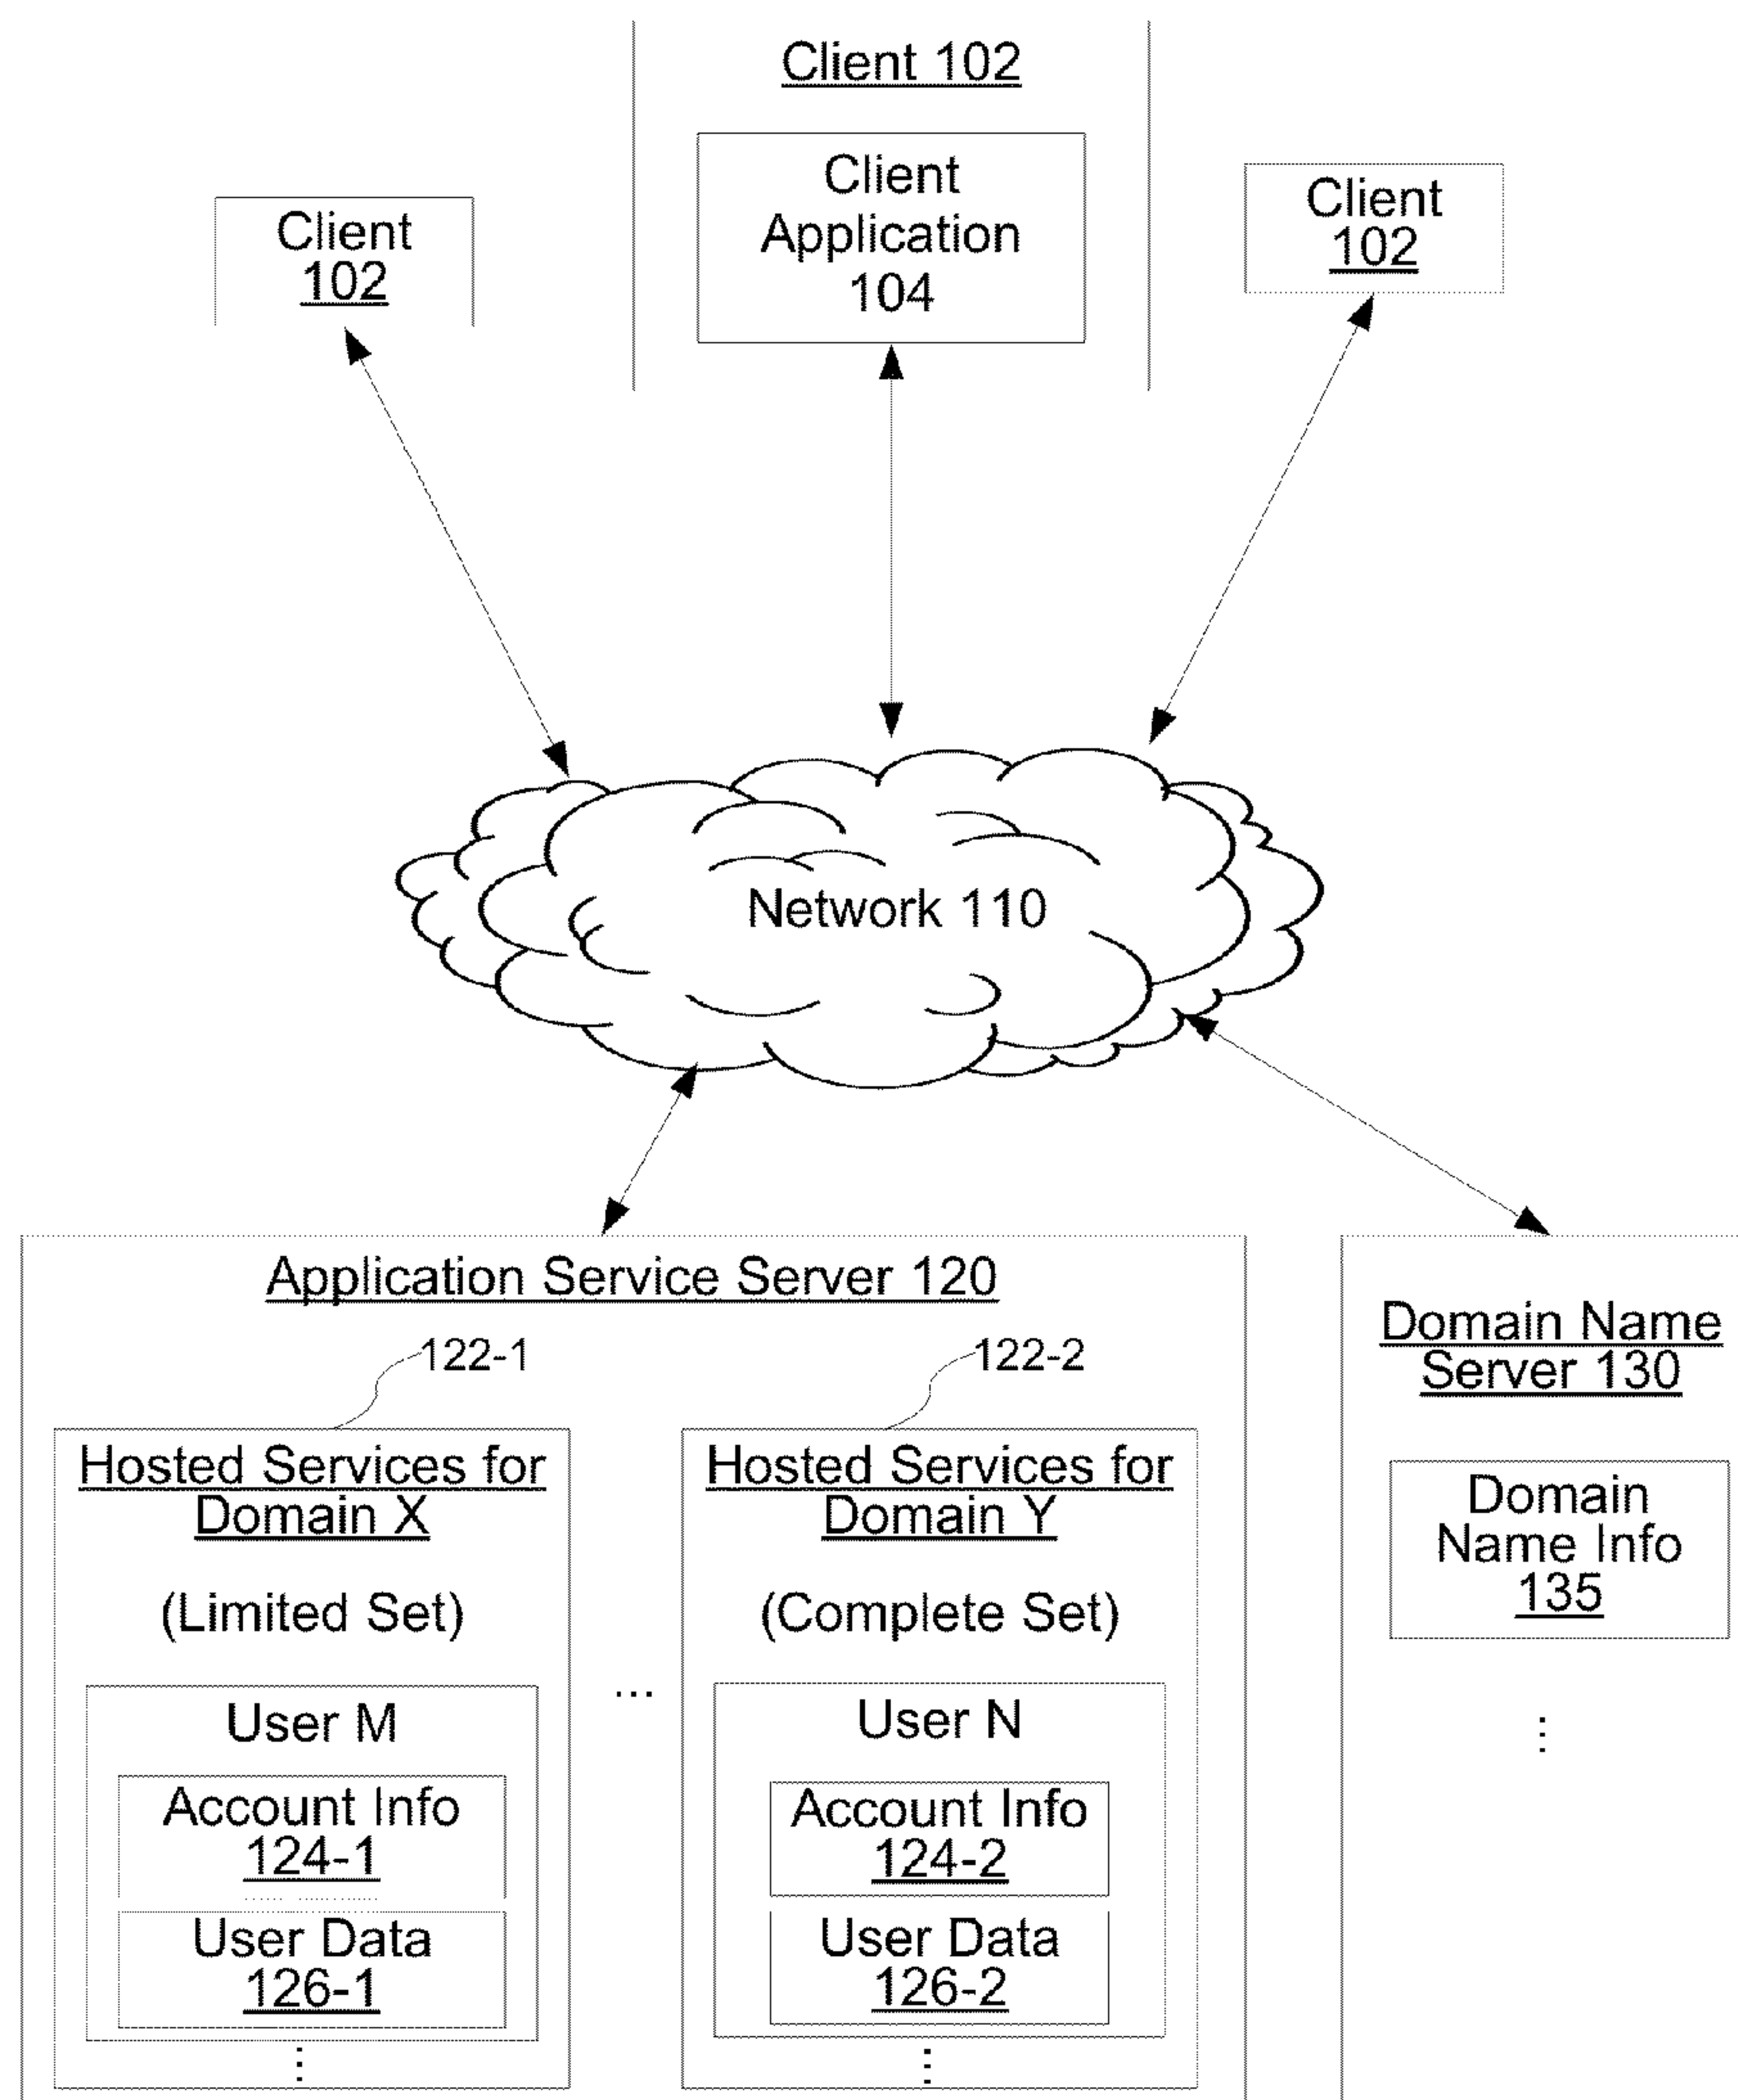 Client 102
Client
Application
104
Client
102
Client
102
Network 110
Application Service Server 120
122-1
122-2
Hosted Services for
Domain X
(Limited Set)
User M
Account Info
124-1
User Data
126-1
⋮
...
Hosted Services for
Domain Y
(Complete Set)
User N
Account Info
124-2
User Data
126-2
⋮
Domain Name
Server 130
Domain
Name Info
135
⋮